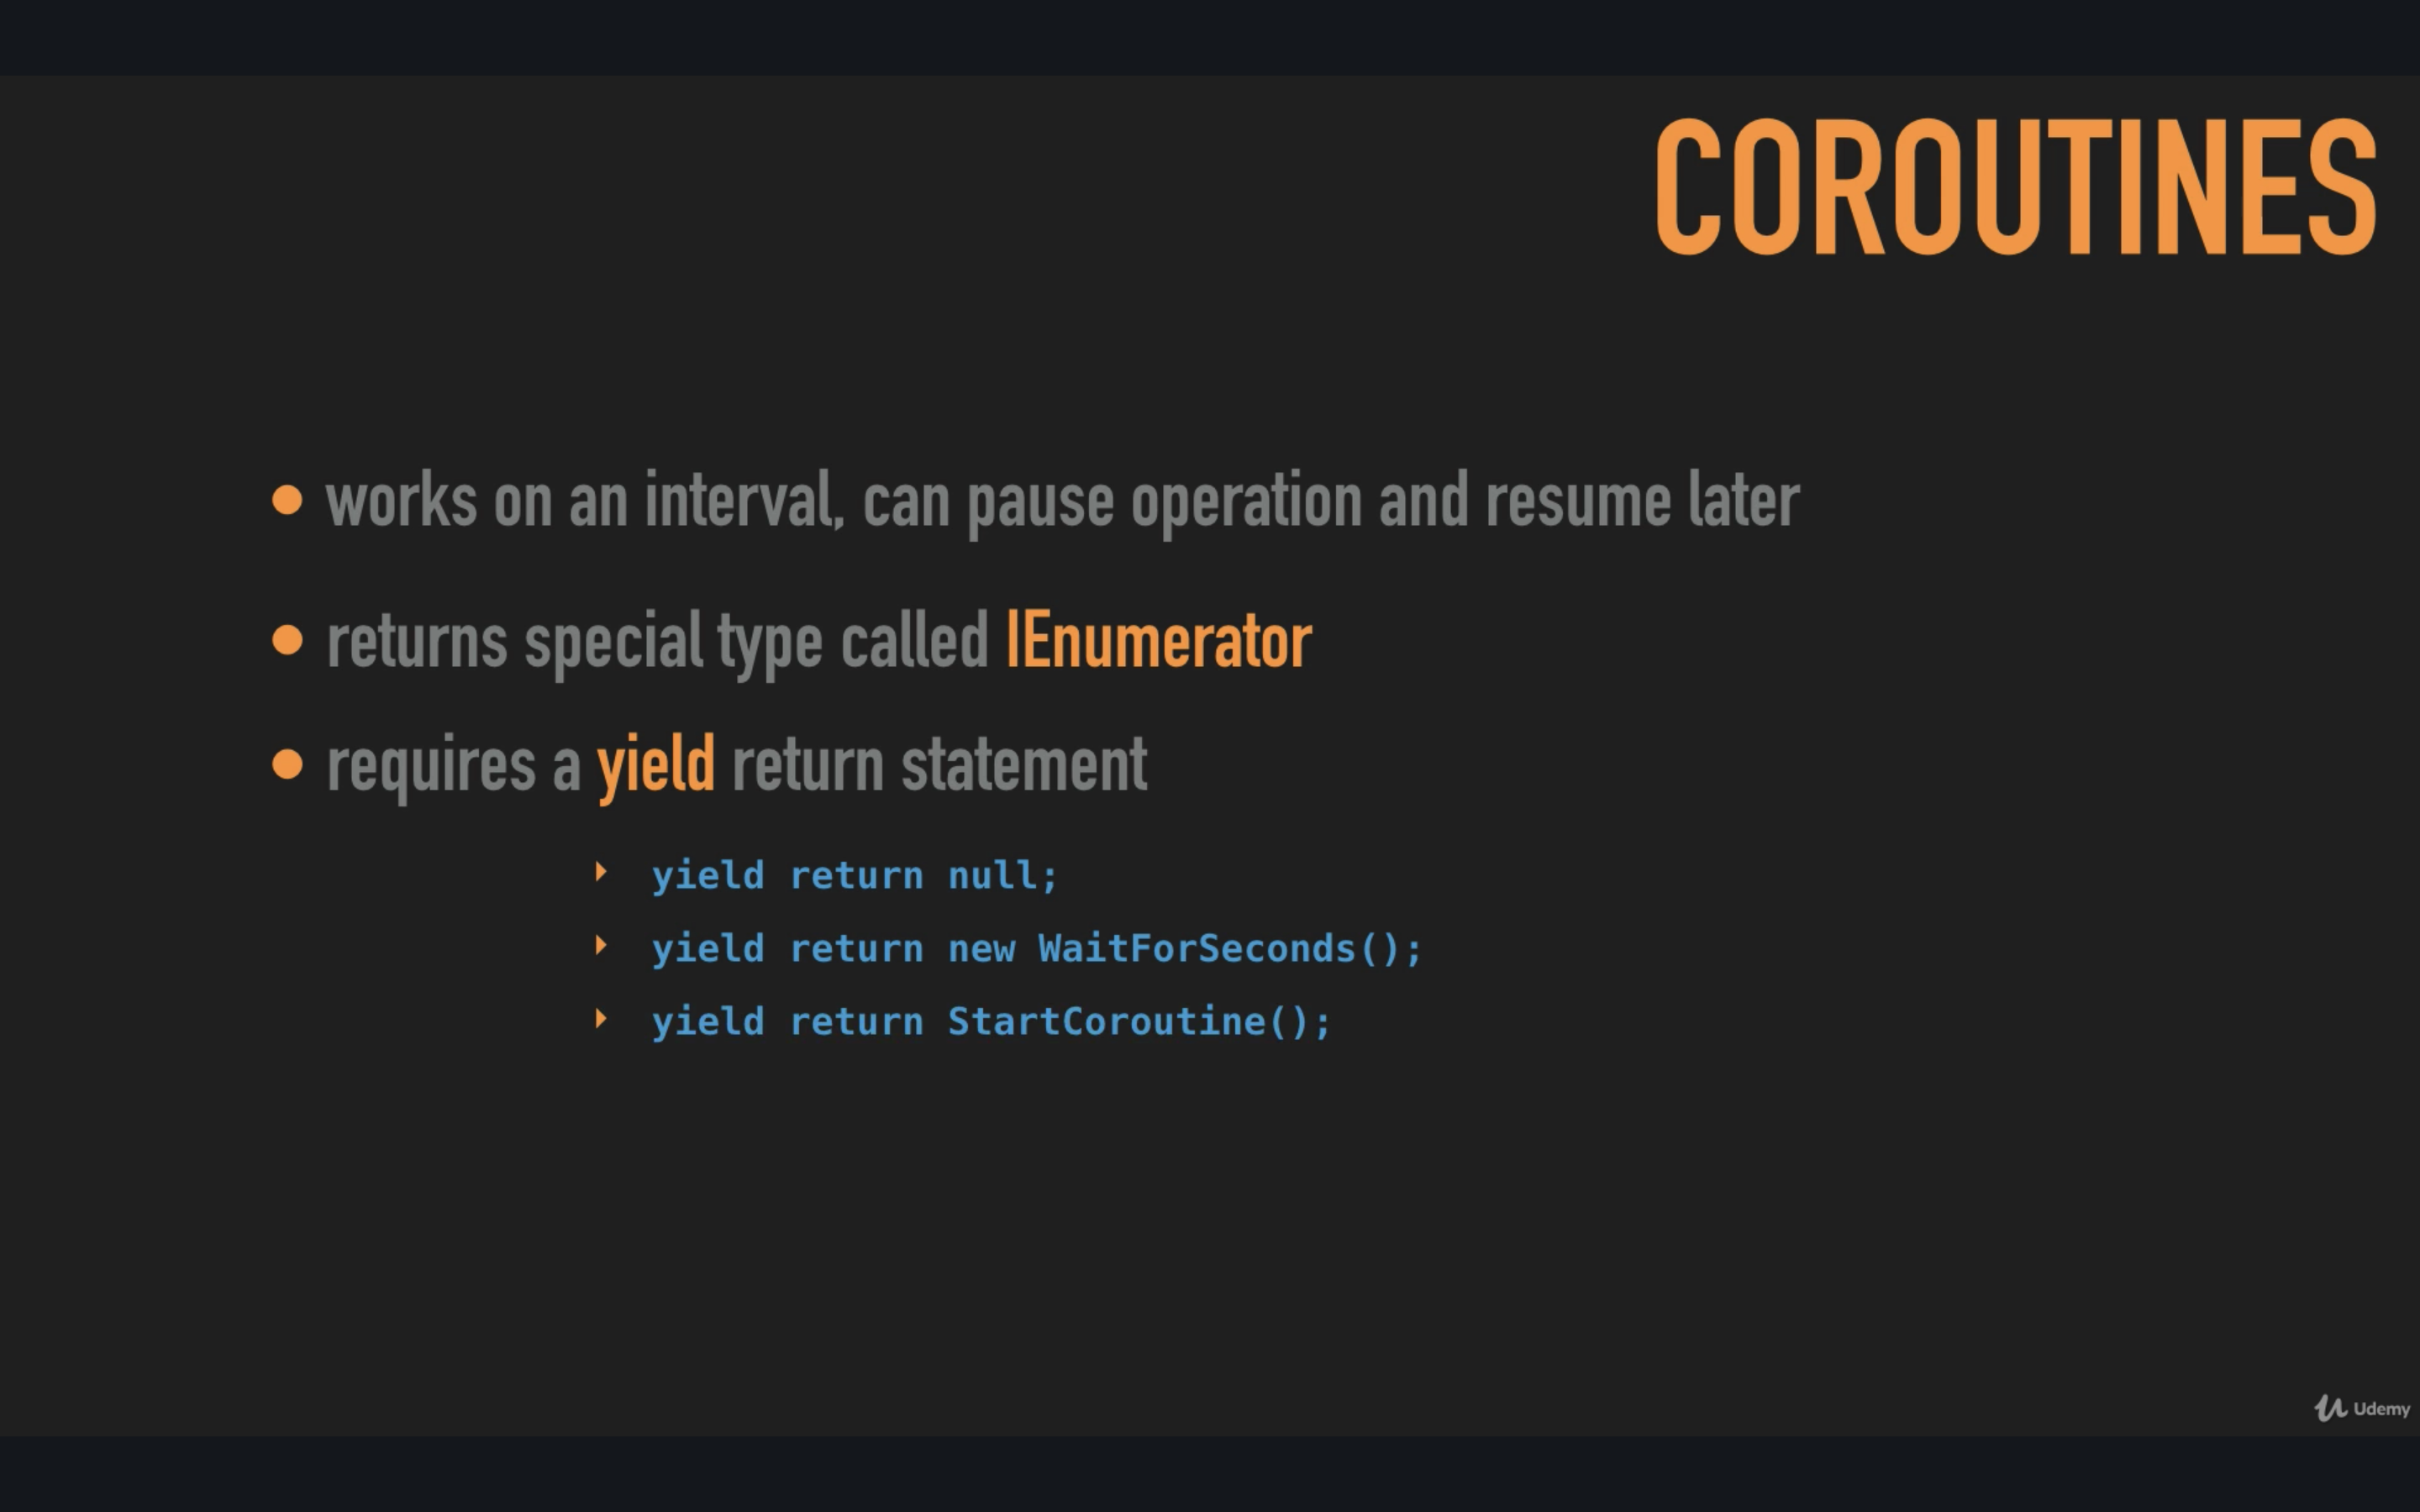 COROUTINES
works on an interval, can pause operation and resume later
returns special type called IEnumerator
requires a yield return statement
yield return null;
yield return new WaitForSeconds();
yield return StartCoroutine();
Udemy